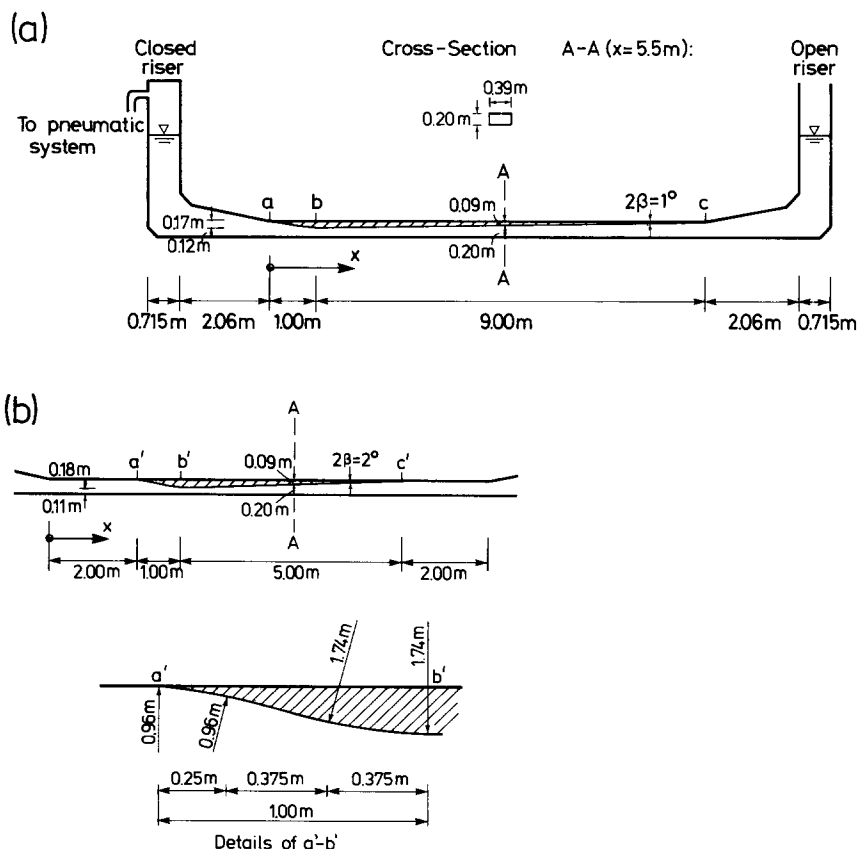 (a)
Closed
riser
Cross-Section A-A (x=5.5m):
Open
riser
0.39m
0.20m
To pneumatic
system
A
a
b
0.09m
2β=1°
c
0.17m
0.12m
0.20m
x
A
0.715m
2.06m
1.00m
9.00m
2.06m
0.715m
(b)
A
0.18m
a'
b'
0.09m
2β=2°
c'
0.11m
0.20m
x
A
2.00m
1.00m
5.00m
2.00m
a'
1.74m
1.74m
b'
0.96m
0.96m
0.25m
0.375m
0.375m
1.00m
Details of a'-b'